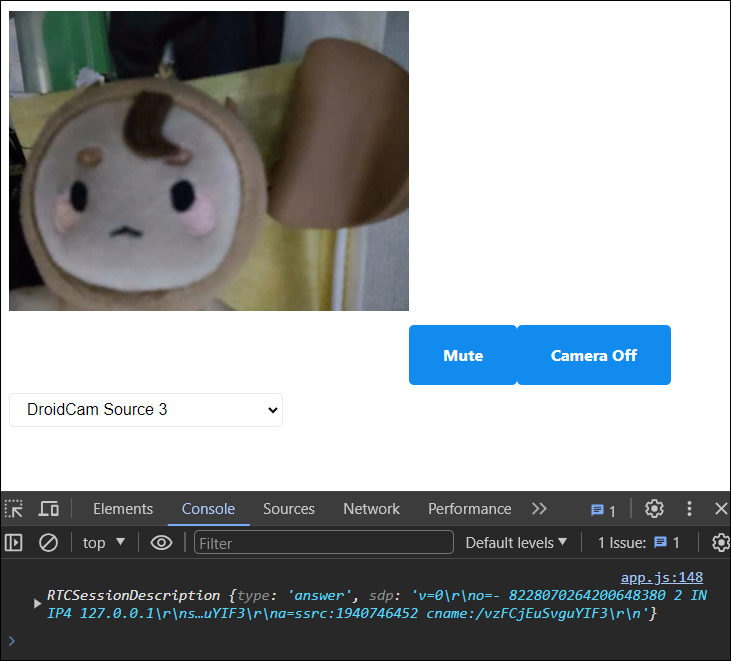 Mute
Camera Off
DroidCam Source 3
Elements
Console
Sources
Network
Performance
1
top
Filter
Default levels
1 Issue:
1
app.js:148
RTCSessionDescription {type: 'answer', sdp: 'v=0\r\no=- 8228070264200648380 2 IN
IP4 127.0.0.1\r\ns…uYIF3\r\na=ssrc:1940746452 cname:/vzFCjEuSvguYIF3\r\n'}